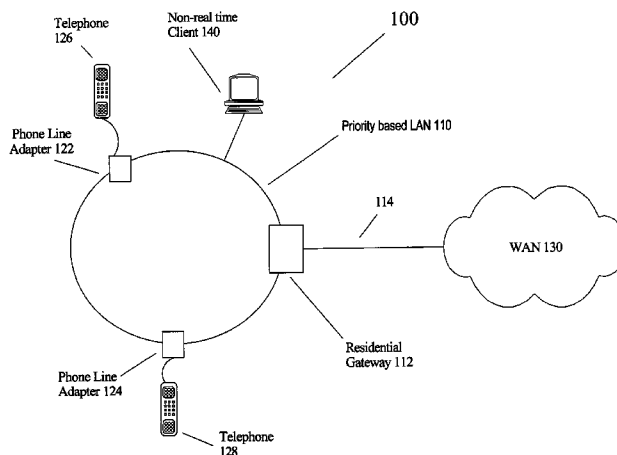 Telephone
126
Non-real time
Client 140
100
Phone Line
Adapter 122
Priority based LAN 110
114
WAN 130
Residential
Gateway 112
Phone Line
Adapter 124
Telephone
128